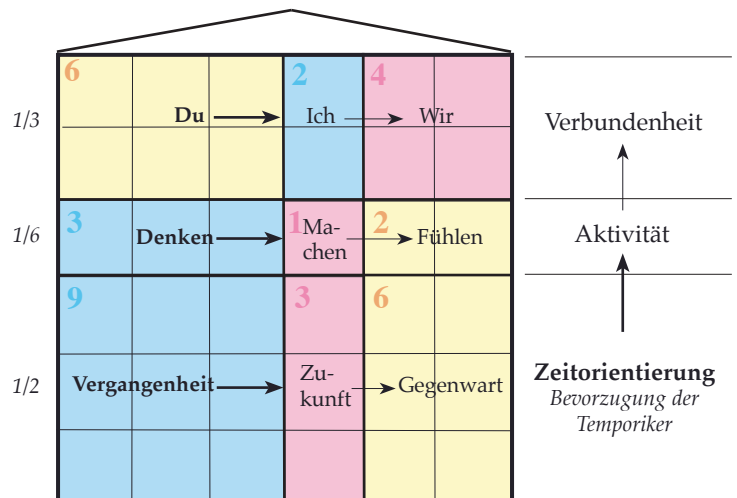 6 2 4
1/3 Du Ich Wir Verbundenheit
3 1 2
1/6 Denken Ma-
chen Fühlen Aktivität
9 3 6
1/2 Vergangenheit Zu-
kunft Gegenwart Zeitorientierung
Bevorzugung der
Temporiker